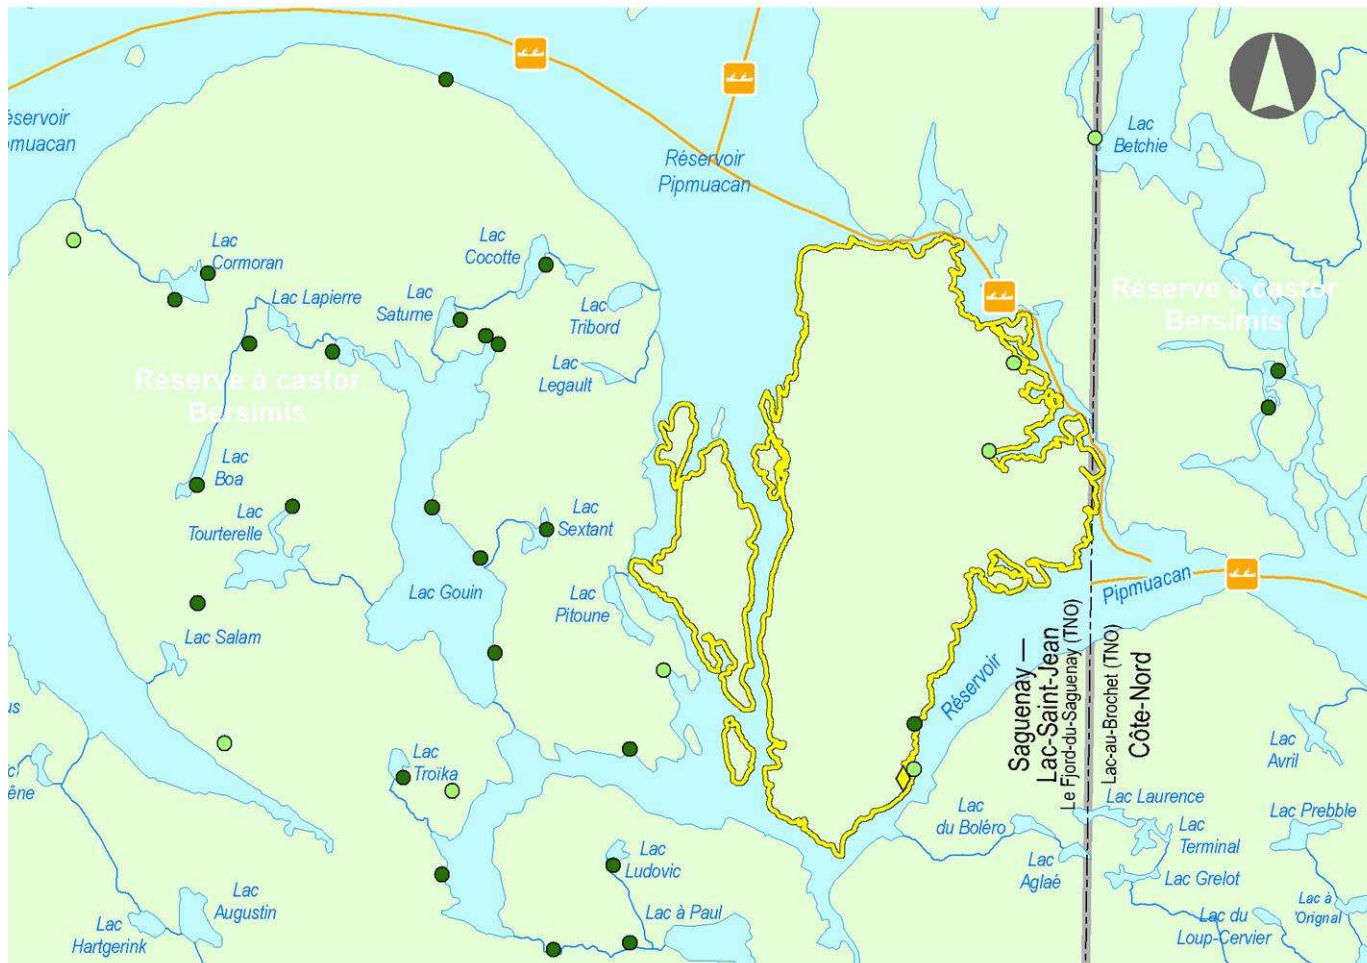 Réservoir
Pipmuacan
Lac
Betchie
Lac
Cormoran
Lac
Cocotte
Lac Lapierre
Lac
Saturne
Lac
Tribord
Lac
Legault
Réserve à castor
Bersimis
Réserve à castor
Bersimis
Lac
Boa
Lac
Tourterelle
Lac
Sextant
Lac Gouin
Lac
Pitoune
Lac Salam
Pipmuacan
Réservoir
Saguenay —
Lac-Saint-Jean
Le Fjord-du-Saguenay (TNO)
Lac-au-Brochet (TNO)
Côte-Nord
Lac
Troïka
Lac
Avril
Lac
du Boléro
Lac Laurence
Lac Prebble
Lac
Terminal
Lac
Aglaé
Lac Grelot
Lac
Ludovic
Lac
Augustin
Lac à Paul
Lac
Hartgerink
Lac du
Loup-Cervier
Lac à
l'Orignal